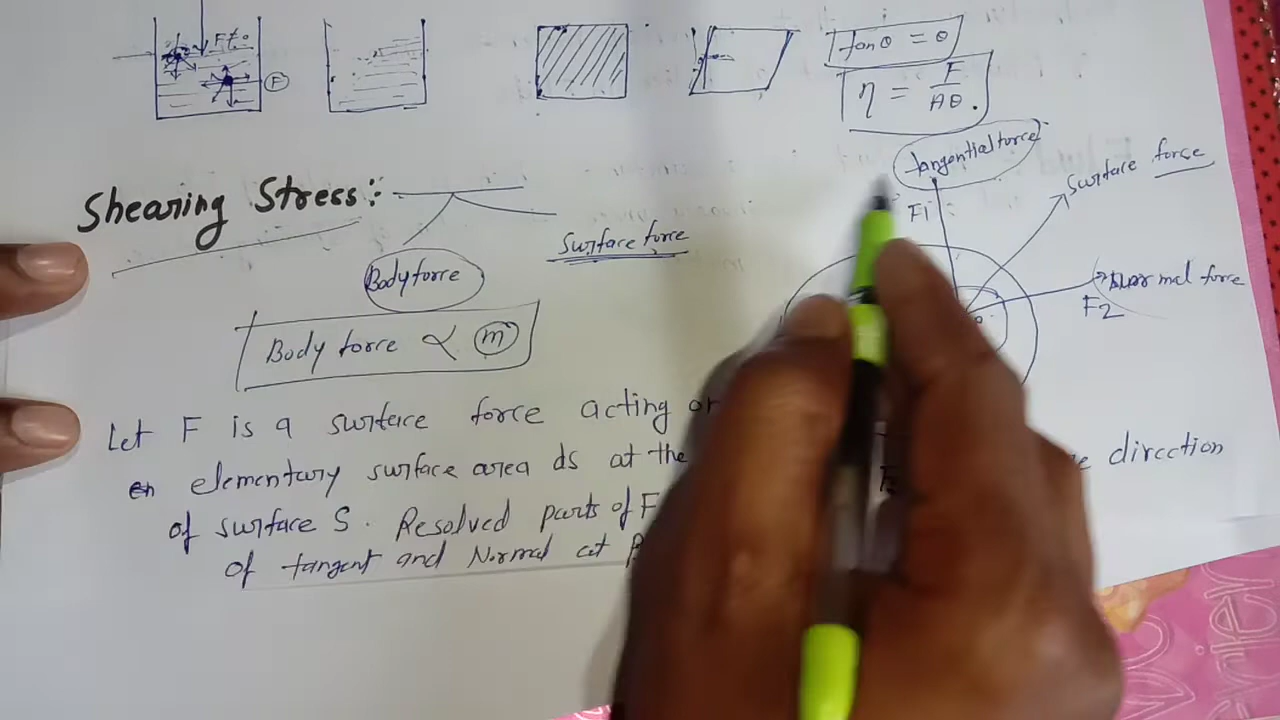 F≠0
F
tanθ = θ
η = F / Aθ .
tangential force
F1
Surface force
Shearing Stress :-
Surface force
Body force
Normal force
F2
Body force ∝ m
Let F is a surface force acting on
en elementary surface area ds at the
direction
of surface S. Resolved parts of F
of tangent and Normal at